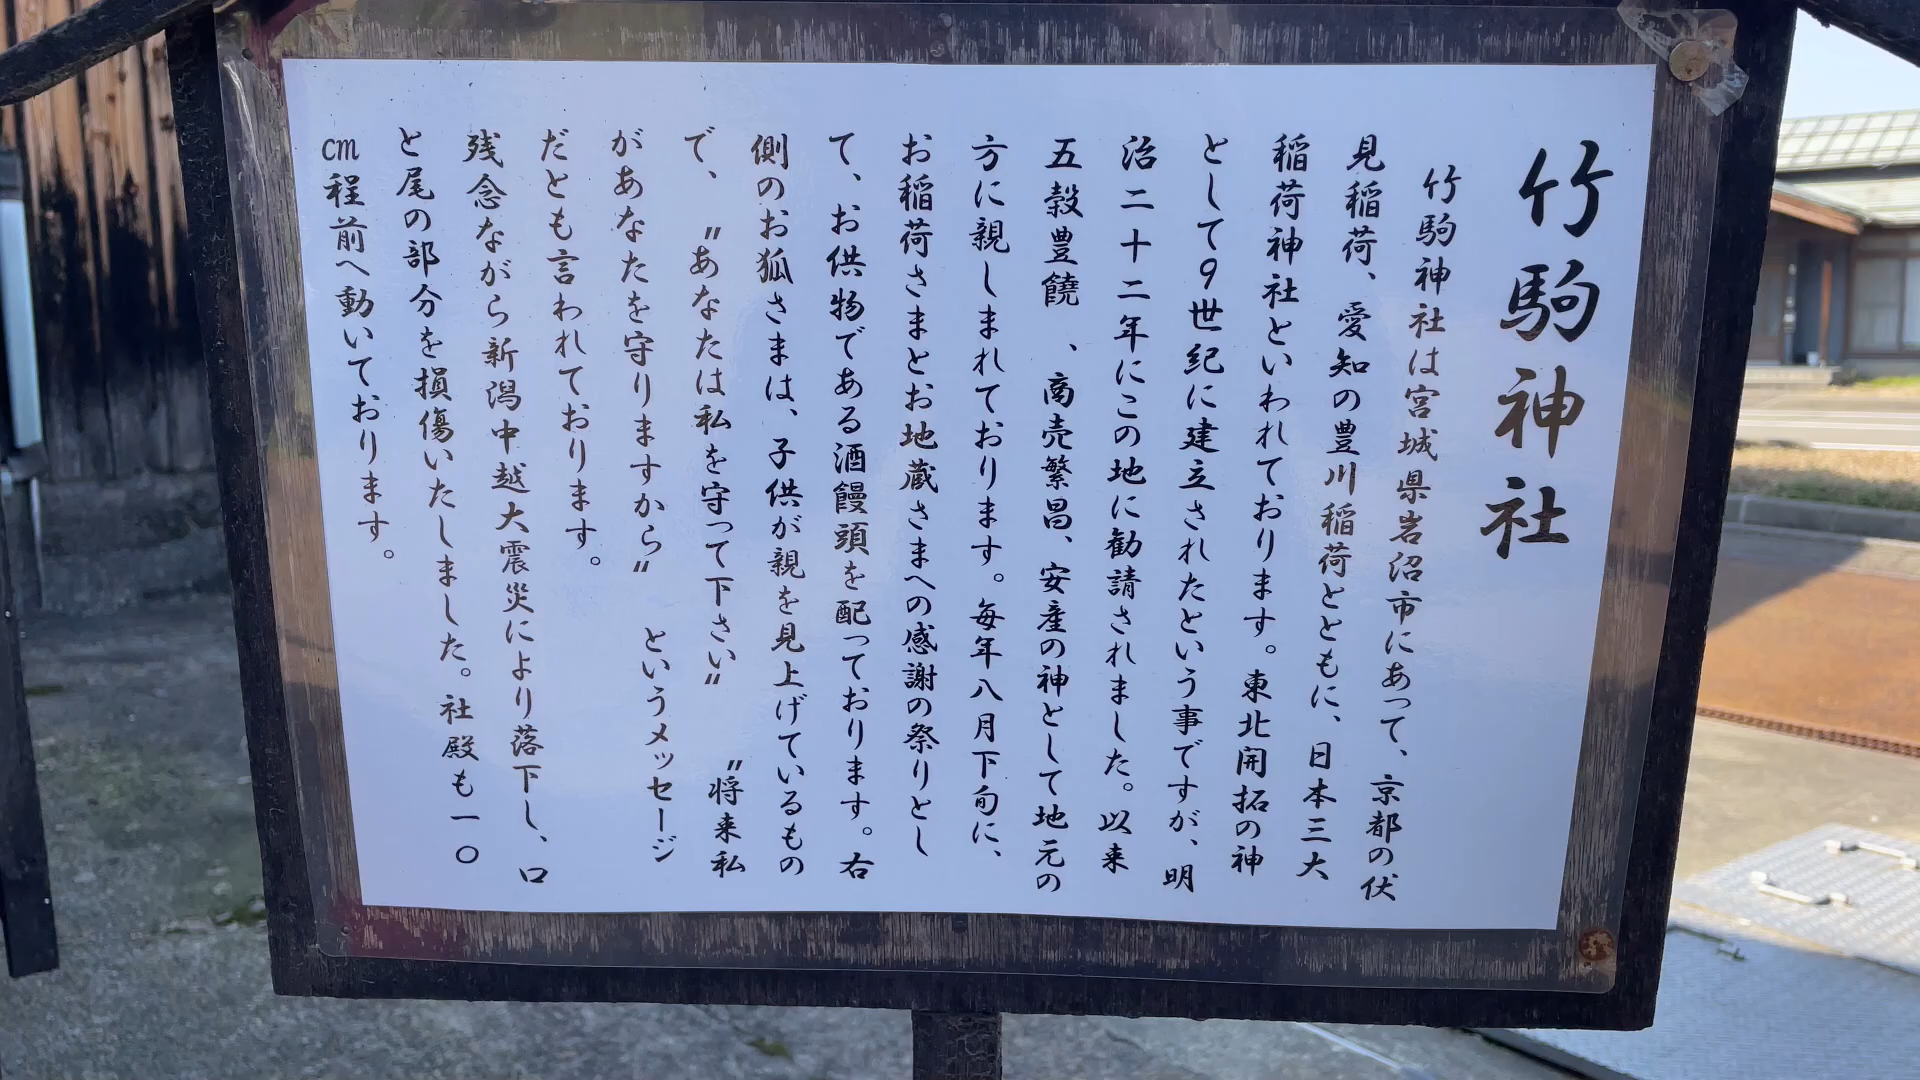 竹駒神社
竹駒神社は宮城県岩沼市にあって、京都の伏
見稲荷、愛知の豊川稲荷とともに、日本三大
稲荷神社といわれております。東北開拓の神
として9世紀に建立されたという事ですが、明
治二十二年にこの地に勧請されました。以来
五穀豊饒、商売繁昌、安産の神として地元の
方に親しまれております。毎年八月下旬に、
お稲荷さまとお地蔵さまへの感謝の祭りとし
て、お供物である酒饅頭を配っております。右
側のお狐さまは、子供が親を見上げているもの
で、〝あなたは私を守って下さい〟 〝将来私
があなたを守りますから〟 というメッセージ
だとも言われております。
残念ながら新潟中越大震災により落下し、口
と尾の部分を損傷いたしました。社殿も一〇
cm程前へ動いております。